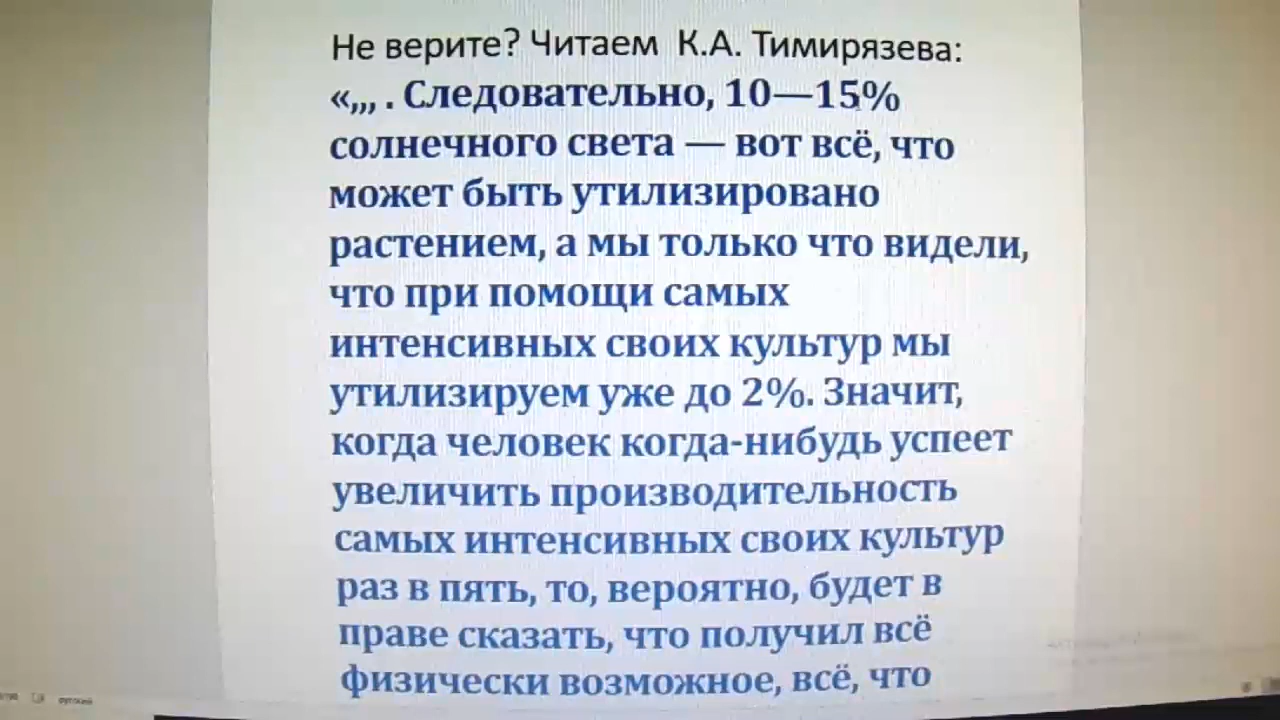 Не верите? Читаем К.А. Тимирязева:
«„, . Следовательно, 10—15%
солнечного света — вот всё, что
может быть утилизировано
растением, а мы только что видели,
что при помощи самых
интенсивных своих культур мы
утилизируем уже до 2%. Значит,
когда человек когда-нибудь успеет
увеличить производительность
самых интенсивных своих культур
раз в пять, то, вероятно, будет в
праве сказать, что получил всё
физически возможное, всё, что
русский